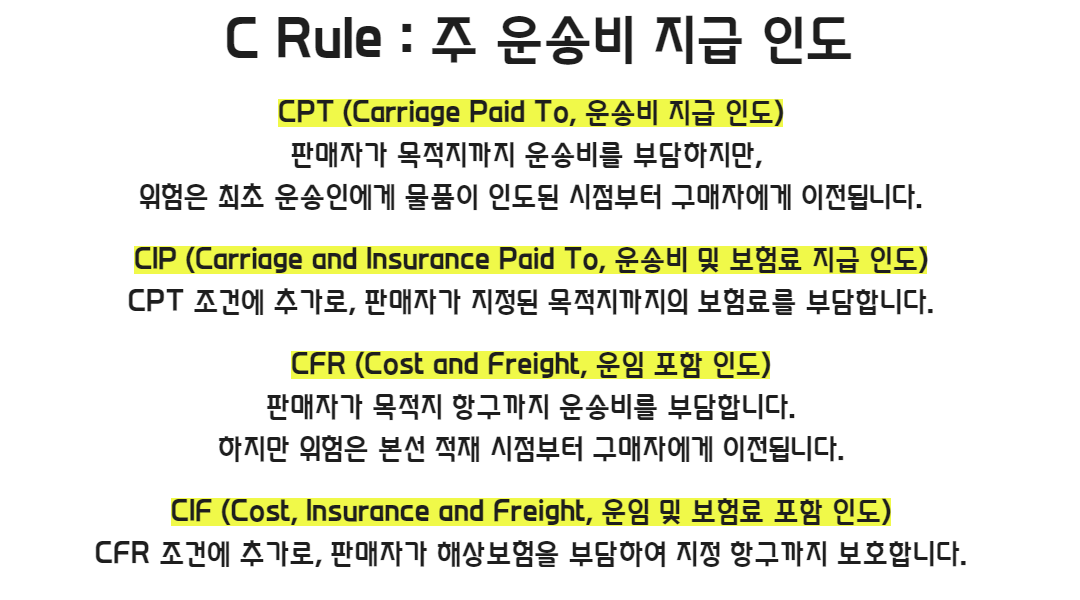 C Rule : 주 운송비 지급 인도
CPT (Carriage Paid To, 운송비 지급 인도)
판매자가 목적지까지 운송비를 부담하지만,
위험은 최초 운송인에게 물품이 인도된 시점부터 구매자에게 이전됩니다.
CIP (Carriage and Insurance Paid To, 운송비 및 보험료 지급 인도)
CPT 조건에 추가로, 판매자가 지정된 목적지까지의 보험료를 부담합니다.
CFR (Cost and Freight, 운임 포함 인도)
판매자가 목적지 항구까지 운송비를 부담합니다.
하지만 위험은 본선 적재 시점부터 구매자에게 이전됩니다.
CIF (Cost, Insurance and Freight, 운임 및 보험료 포함 인도)
CFR 조건에 추가로, 판매자가 해상보험을 부담하여 지정 항구까지 보호합니다.